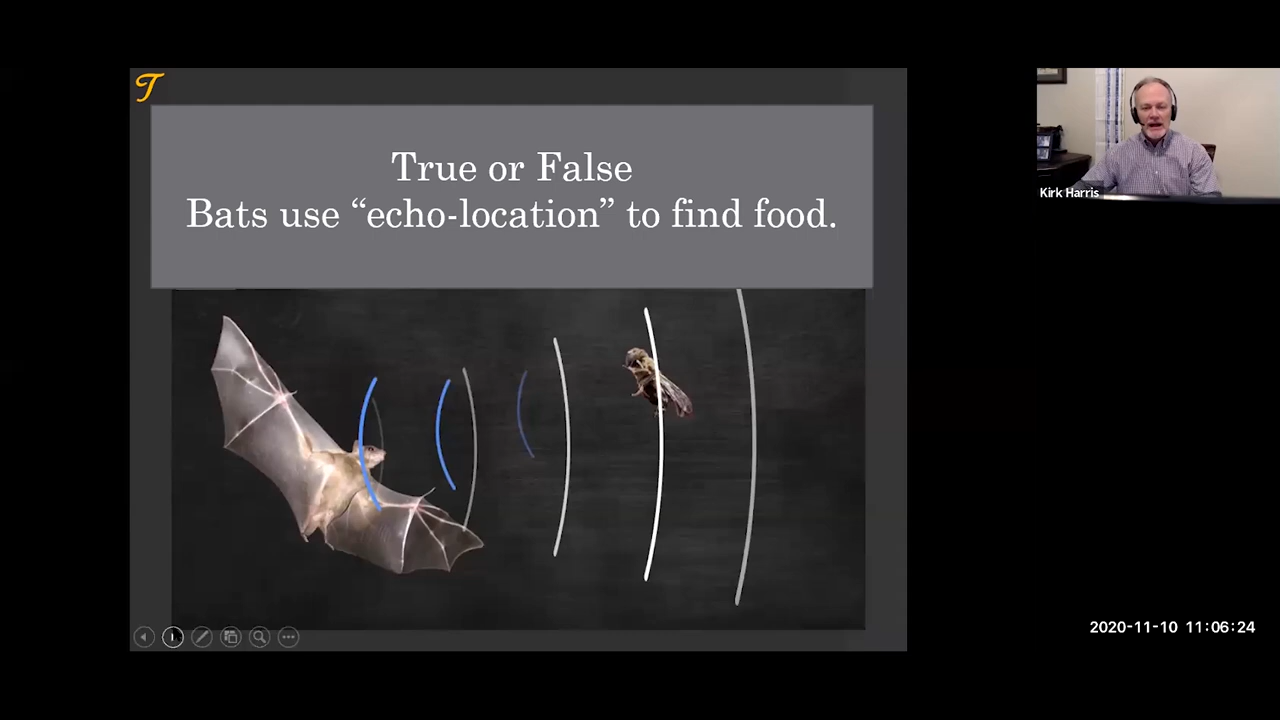 T
True or False
Bats use “echo-location” to find food.
Kirk Harris
2020-11-10 11:06:24